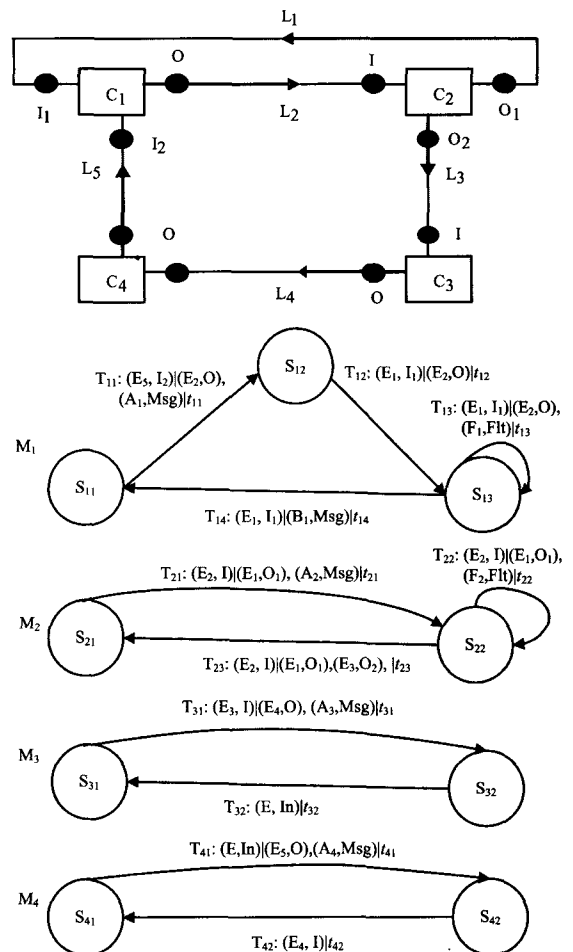 L₁
O
I
C₁
C₂
I₁
L₂
O₁
I₂
O₂
L₅
L₃
O
I
C₄
C₃
L₄
O
S₁₂
T₁₁: (E₅, I₂)|(E₂,O),
(A₁,Msg)|t₁₁
T₁₂: (E₁, I₁)|(E₂,O)|t₁₂
T₁₃: (E₁, I₁)|(E₂,O),
(F₁,Flt)|t₁₃
M₁
S₁₁
S₁₃
T₁₄: (E₁, I₁)|(B₁,Msg)|t₁₄
T₂₂: (E₂, I)|(E₁,O₁),
(F₂,Flt)|t₂₂
T₂₁: (E₂, I)|(E₁,O₁), (A₂,Msg)|t₂₁
M₂
S₂₁
S₂₂
T₂₃: (E₂, I)|(E₁,O₁),(E₃,O₂), |t₂₃
T₃₁: (E₃, I)|(E₄,O), (A₃,Msg)|t₃₁
M₃
S₃₁
S₃₂
T₃₂: (E, In)|t₃₂
T₄₁: (E,In)|(E₅,O),(A₄,Msg)|t₄₁
M₄
S₄₁
S₄₂
T₄₂: (E₄, I)|t₄₂